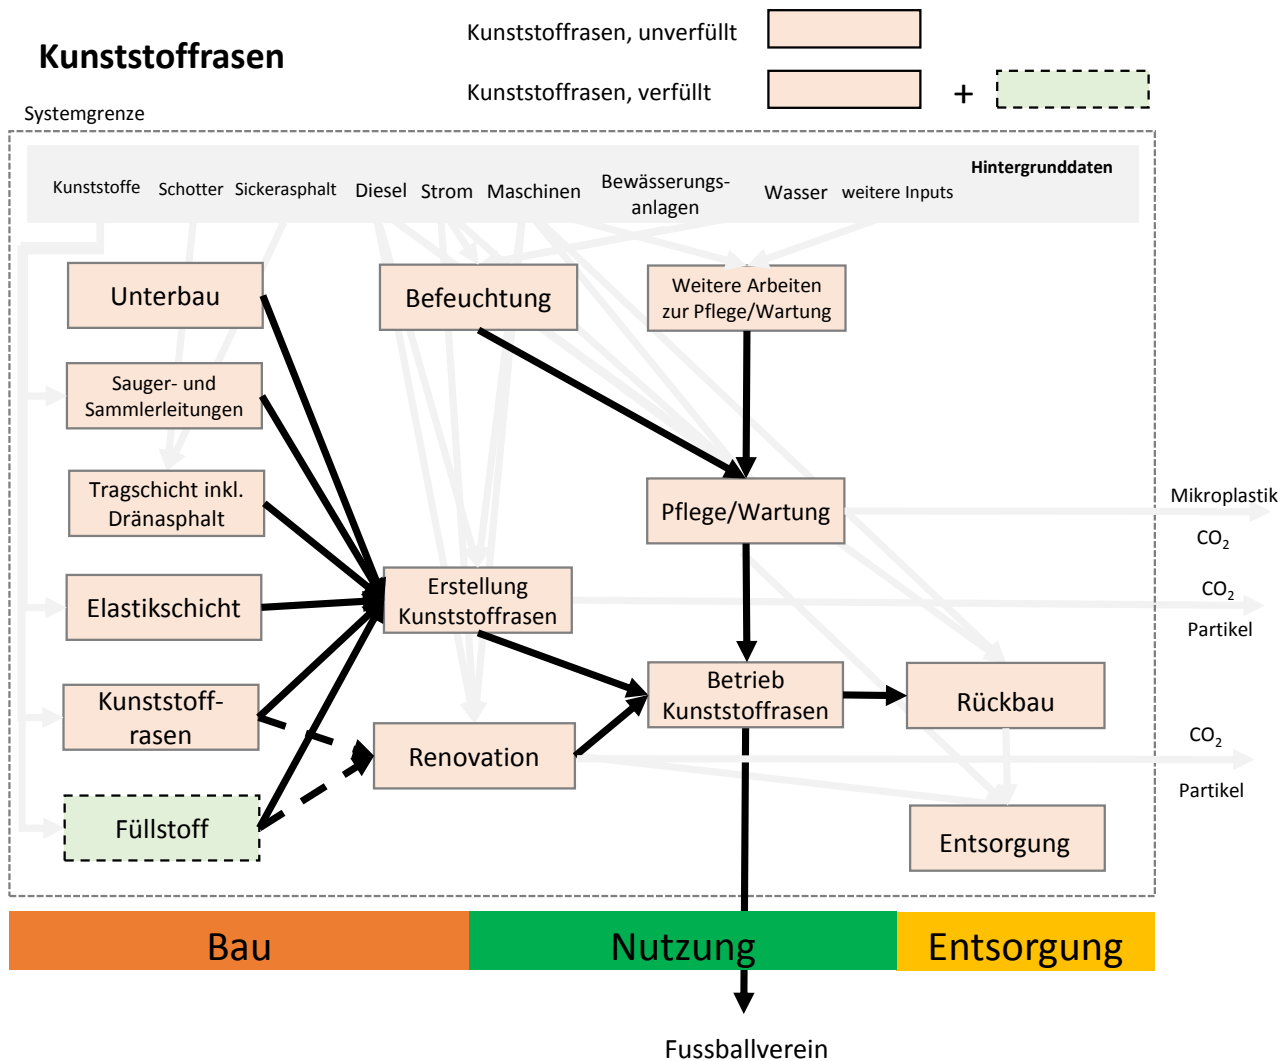 Kunststoffrasen
Kunststoffrasen, unverfüllt
Kunststoffrasen, verfüllt
+
Systemgrenze
Hintergrunddaten
Kunststoffe
Schotter
Sickerasphalt
Diesel
Strom
Maschinen
Bewässerungs-
anlagen
Wasser
weitere Inputs
Unterbau
Befeuchtung
Weitere Arbeiten
zur Pflege/Wartung
Sauger- und
Sammlerleitungen
Tragschicht inkl.
Dränasphalt
Pflege/Wartung
Mikroplastik
CO2
Elastikschicht
Erstellung
Kunststoffrasen
CO2
Partikel
Kunststoff-
rasen
Betrieb
Kunststoffrasen
Rückbau
Renovation
CO2
Partikel
Füllstoff
Entsorgung
Bau
Nutzung
Entsorgung
Fussballverein